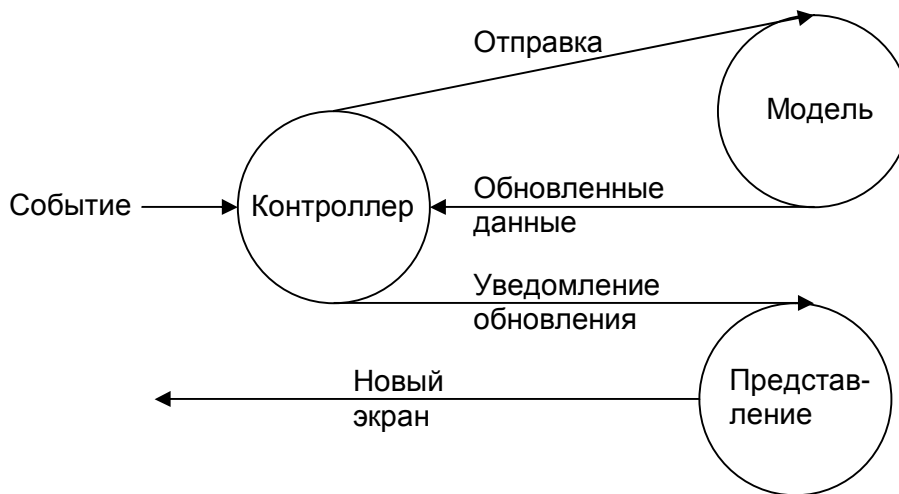 Отправка
Модель
Событие
Контроллер
Обновленные
данные
Уведомление
обновления
Новый
экран
Представ-
ление